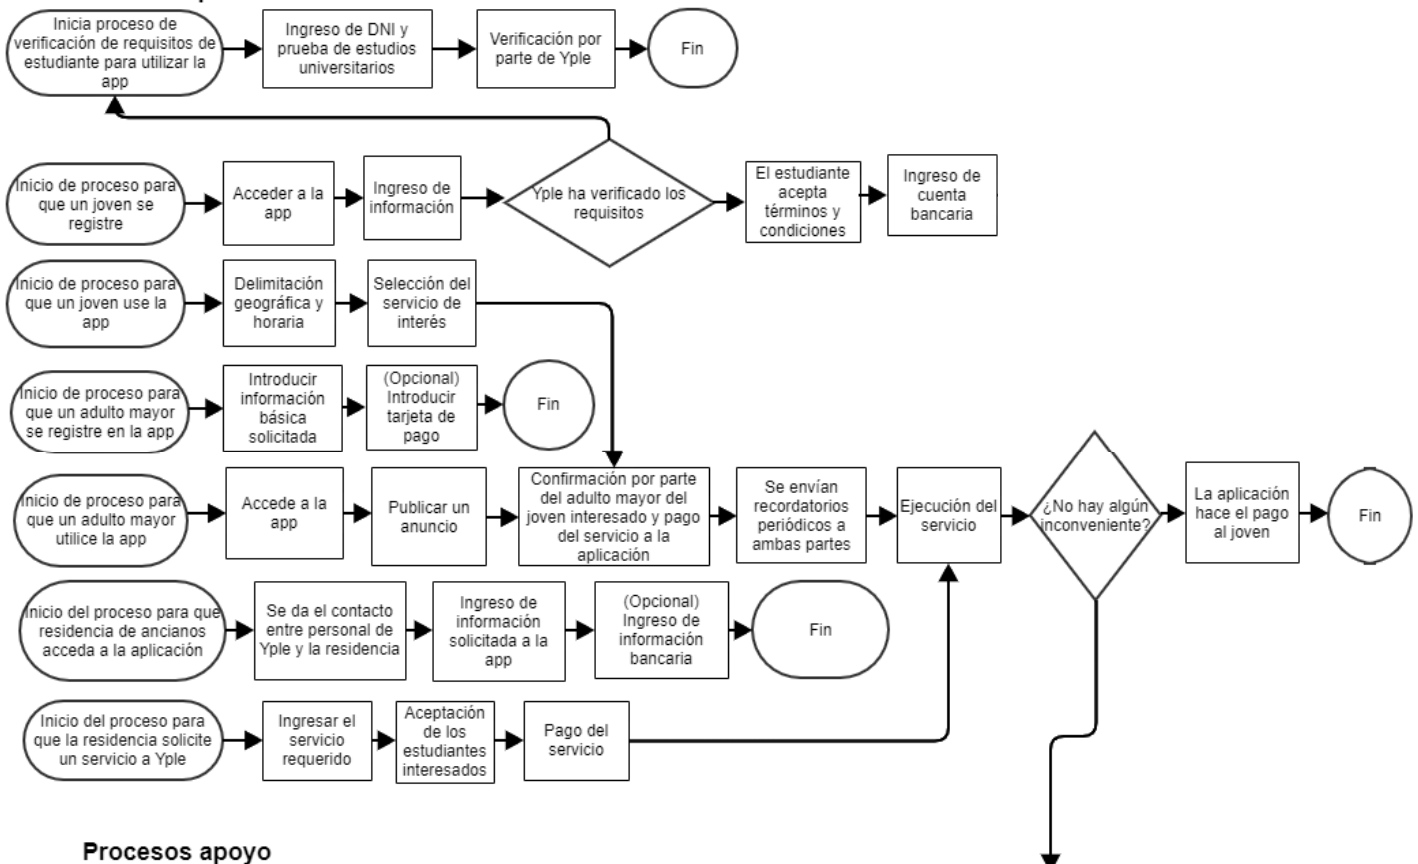 Inicia proceso de
verificación de requisitos de
estudiante para utilizar la
app
Ingreso de DNI y
prueba de estudios
universitarios
Verificación por
parte de Yple
Fin
Inicio de proceso para
que un joven se
registre
Acceder a la
app
Ingreso de
información
Yple ha verificado los
requisitos
El estudiante
acepta
términos y
condiciones
Ingreso de
cuenta
bancaria
Inicio de proceso para
que un joven use la
app
Delimitación
geográfica y
horaria
Selección del
servicio de
interés
Inicio de proceso para
que un adulto mayor
se registre en la app
Introducir
información
básica
solicitada
(Opcional)
Introducir
tarjeta de
pago
Fin
Inicio de proceso para
que un adulto mayor
utilice la app
Accede a la
app
Publicar un
anuncio
Confirmación por parte
del adulto mayor del
joven interesado y pago
del servicio a la
aplicación
Se envían
recordatorios
periódicos a
ambas partes
Ejecución del
servicio
¿No hay algún
inconveniente?
La aplicación
hace el pago
al joven
Fin
Inicio del proceso para que
residencia de ancianos
acceda a la aplicación
Se da el contacto
entre personal de
Yple y la residencia
Ingreso de
información
solicitada a la
app
(Opcional)
Ingreso de
información
bancaria
Fin
Inicio del proceso para
que la residencia solicite
un servicio a Yple
Ingresar el
servicio
requerido
Aceptación
de los
estudiantes
interesados
Pago del
servicio
Procesos apoyo